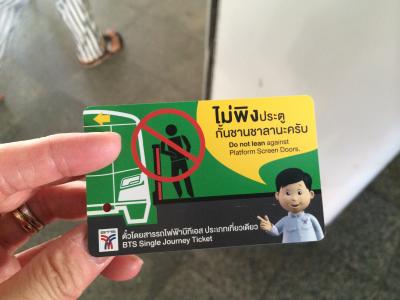 ไม่พิงประตู
กั้นชานชาลานะครับ
Do not lean against
Platform Screen Doors.
BTS
ตั๋วโดยสารรถไฟฟ้าบีทีเอส ประเภทเที่ยวเดียว
BTS Single Journey Ticket